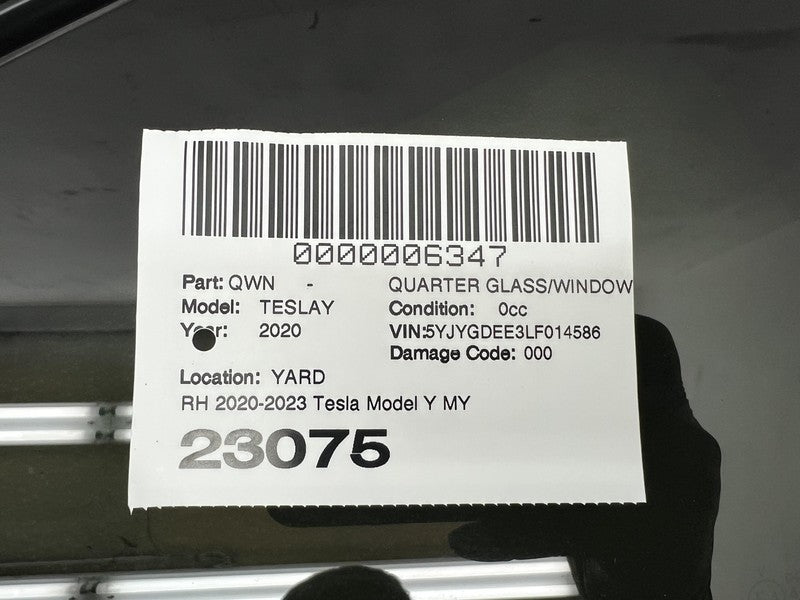 0000006347
Part: QWN - QUARTER GLASS/WINDOW
Model: TESLAY Condition: 0cc
Year: 2020 VIN:5YJYGDEE3LF014586
Damage Code: 000
Location: YARD
RH 2020-2023 Tesla Model Y MY
23075